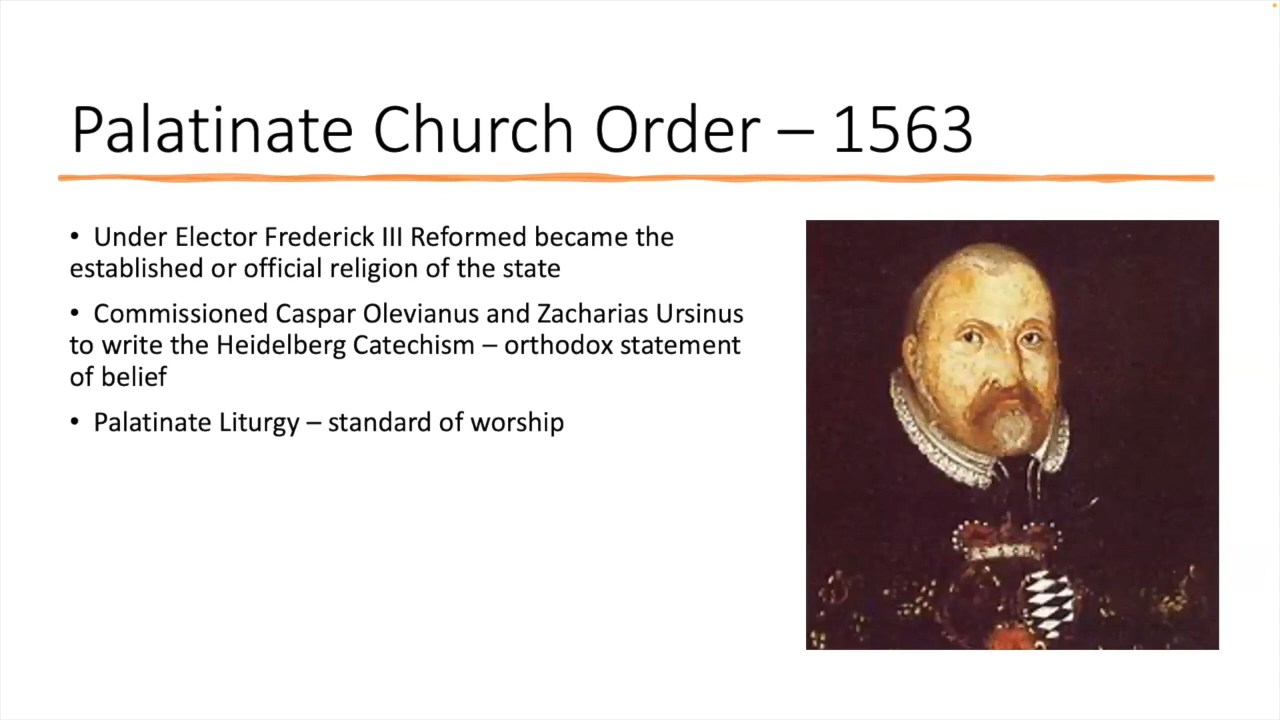 Palatinate Church Order – 1563
• Under Elector Frederick III Reformed became the
established or official religion of the state
• Commissioned Caspar Olevianus and Zacharias Ursinus
to write the Heidelberg Catechism – orthodox statement
of belief
• Palatinate Liturgy – standard of worship